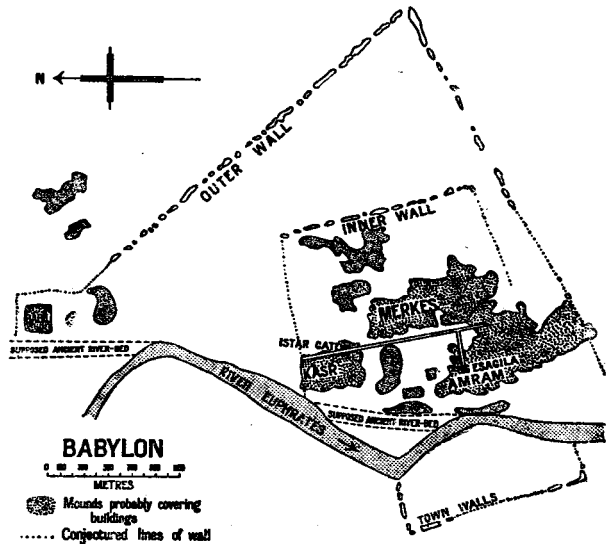 N
OUTER WALL
INNER WALL
MERKES
ISTAR GATE
KASR
ESAGILA
AMRAM
SUPPOSED ANCIENT RIVER-BED
RIVER EUPHRATES
SUPPOSED ANCIENT RIVER-BED
BABYLON
METRES
Mounds probably covering
buildings
Conjectured lines of wall
TOWN WALLS